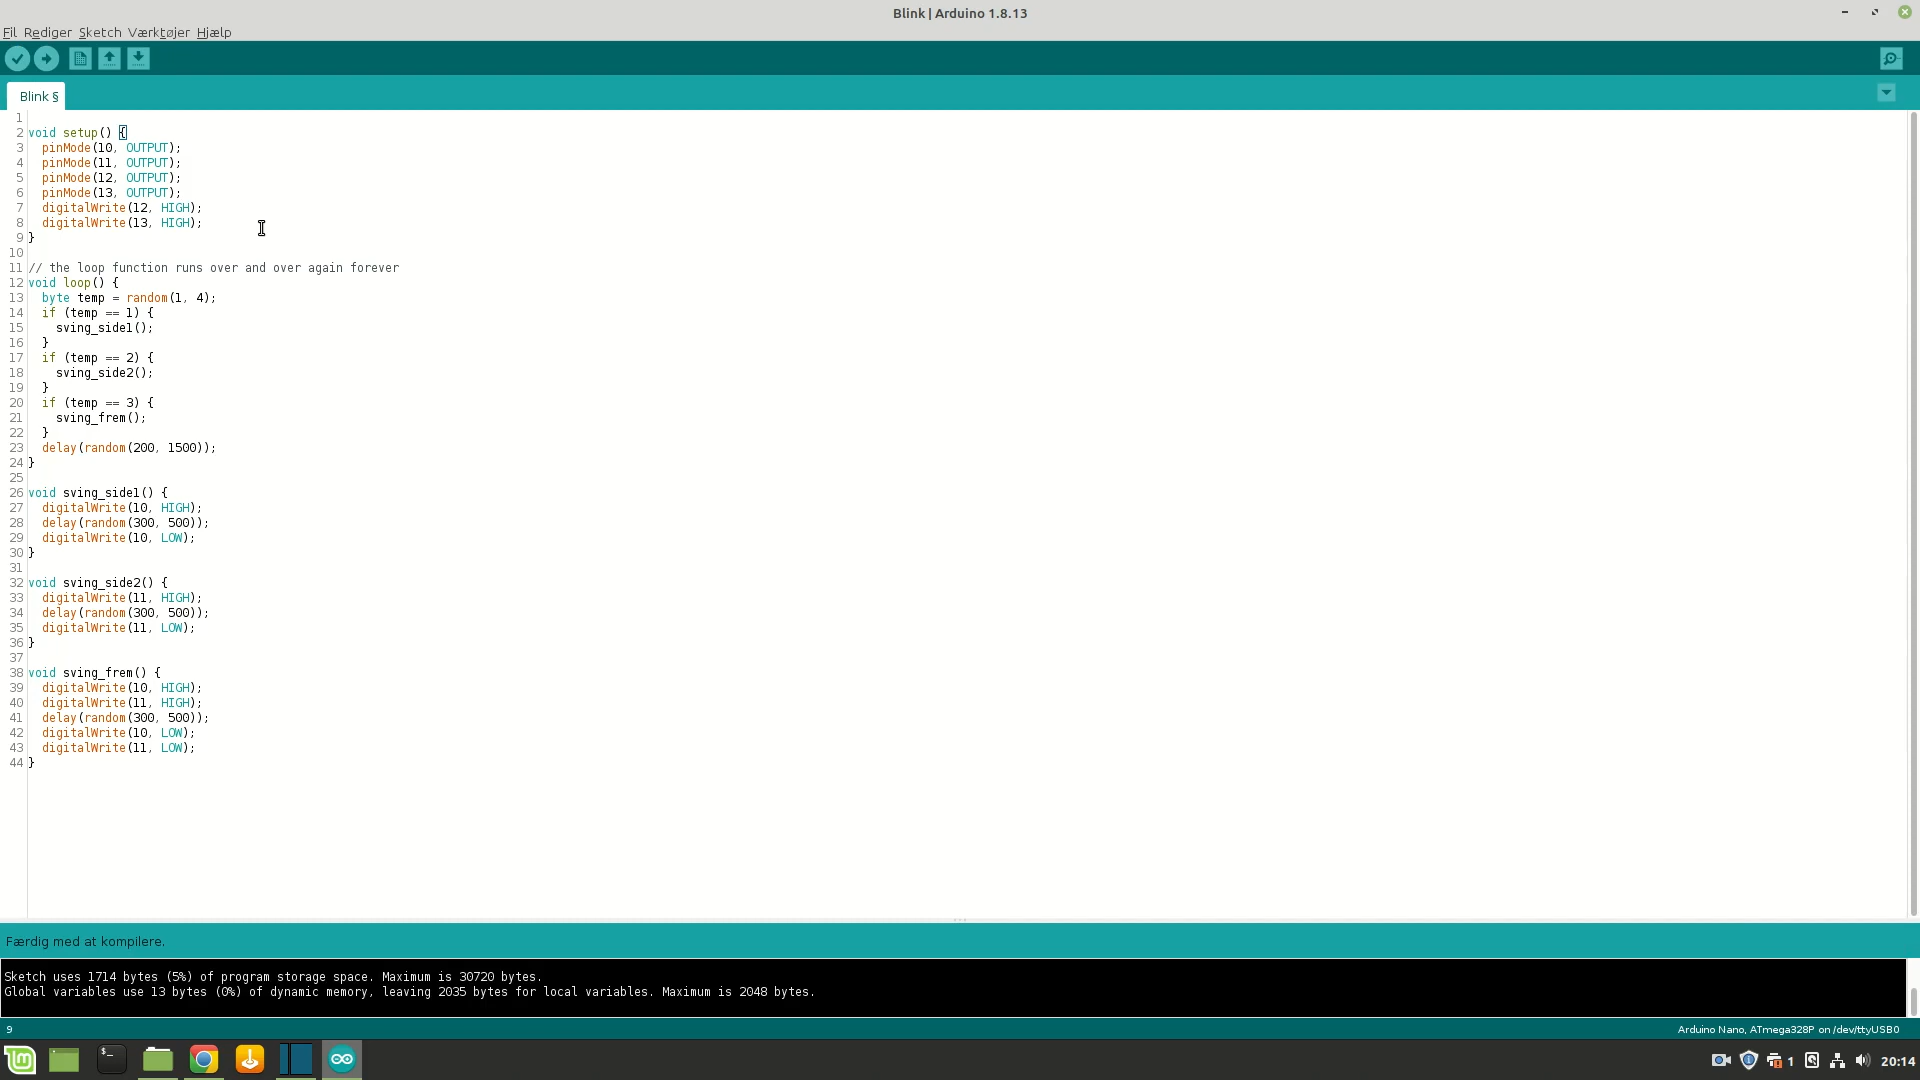 Blink | Arduino 1.8.13
Fil Rediger Sketch Værktøjer Hjælp
Blink §
1
2 void setup() {
3   pinMode(10, OUTPUT);
4   pinMode(11, OUTPUT);
5   pinMode(12, OUTPUT);
6   pinMode(13, OUTPUT);
7   digitalWrite(12, HIGH);
8   digitalWrite(13, HIGH);
9 }
10
11 // the loop function runs over and over again forever
12 void loop() {
13   byte temp = random(1, 4);
14   if (temp == 1) {
15     sving_side1();
16   }
17   if (temp == 2) {
18     sving_side2();
19   }
20   if (temp == 3) {
21     sving_frem();
22   }
23   delay(random(200, 1500));
24 }
25
26 void sving_side1() {
27   digitalWrite(10, HIGH);
28   delay(random(300, 500));
29   digitalWrite(10, LOW);
30 }
31
32 void sving_side2() {
33   digitalWrite(11, HIGH);
34   delay(random(300, 500));
35   digitalWrite(11, LOW);
36 }
37
38 void sving_frem() {
39   digitalWrite(10, HIGH);
40   digitalWrite(11, HIGH);
41   delay(random(300, 500));
42   digitalWrite(10, LOW);
43   digitalWrite(11, LOW);
44 }
Færdig med at kompilere.
Sketch uses 1714 bytes (5%) of program storage space. Maximum is 30720 bytes.
Global variables use 13 bytes (0%) of dynamic memory, leaving 2035 bytes for local variables. Maximum is 2048 bytes.
9 Arduino Nano, ATmega328P on /dev/ttyUSB0
1 20:14